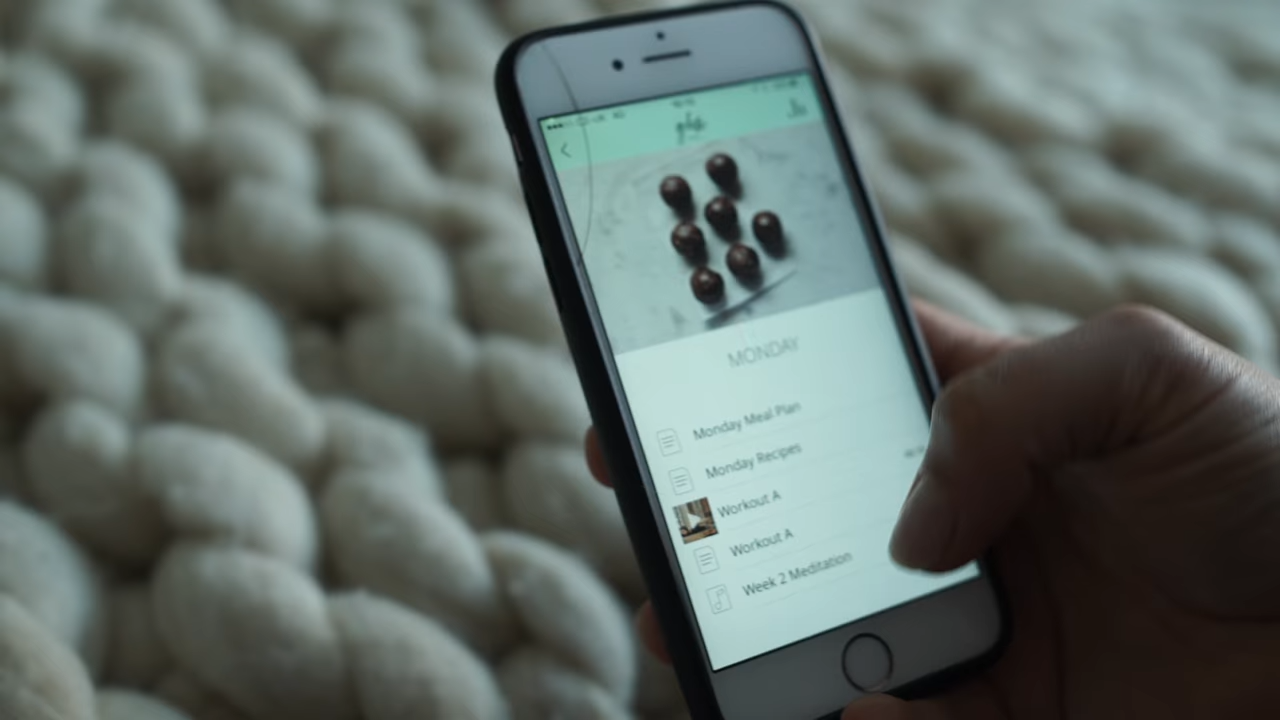 MONDAY
Monday Meal Plan
Monday Recipes
Workout A
Workout A
Week 2 Meditation